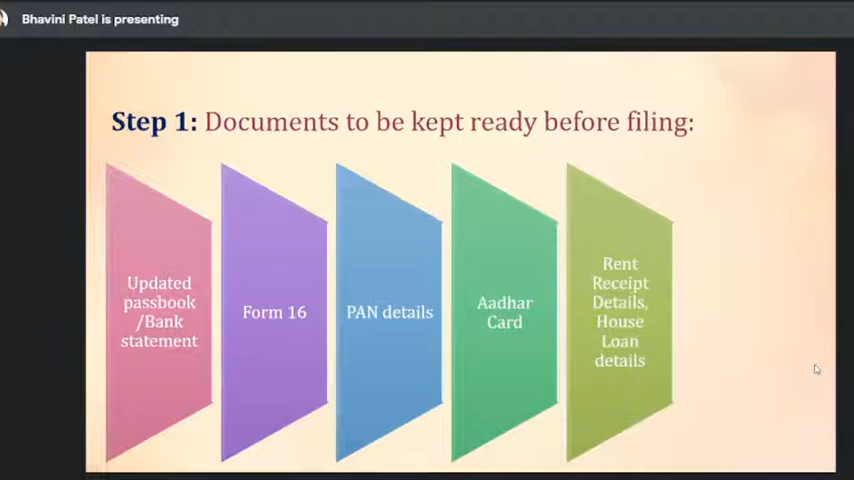 Bhavini Patel is presenting
Step 1: Documents to be kept ready before filing:
Updated
passbook
/Bank
statement
Form 16
PAN details
Aadhar
Card
Rent
Receipt
Details,
House
Loan
details